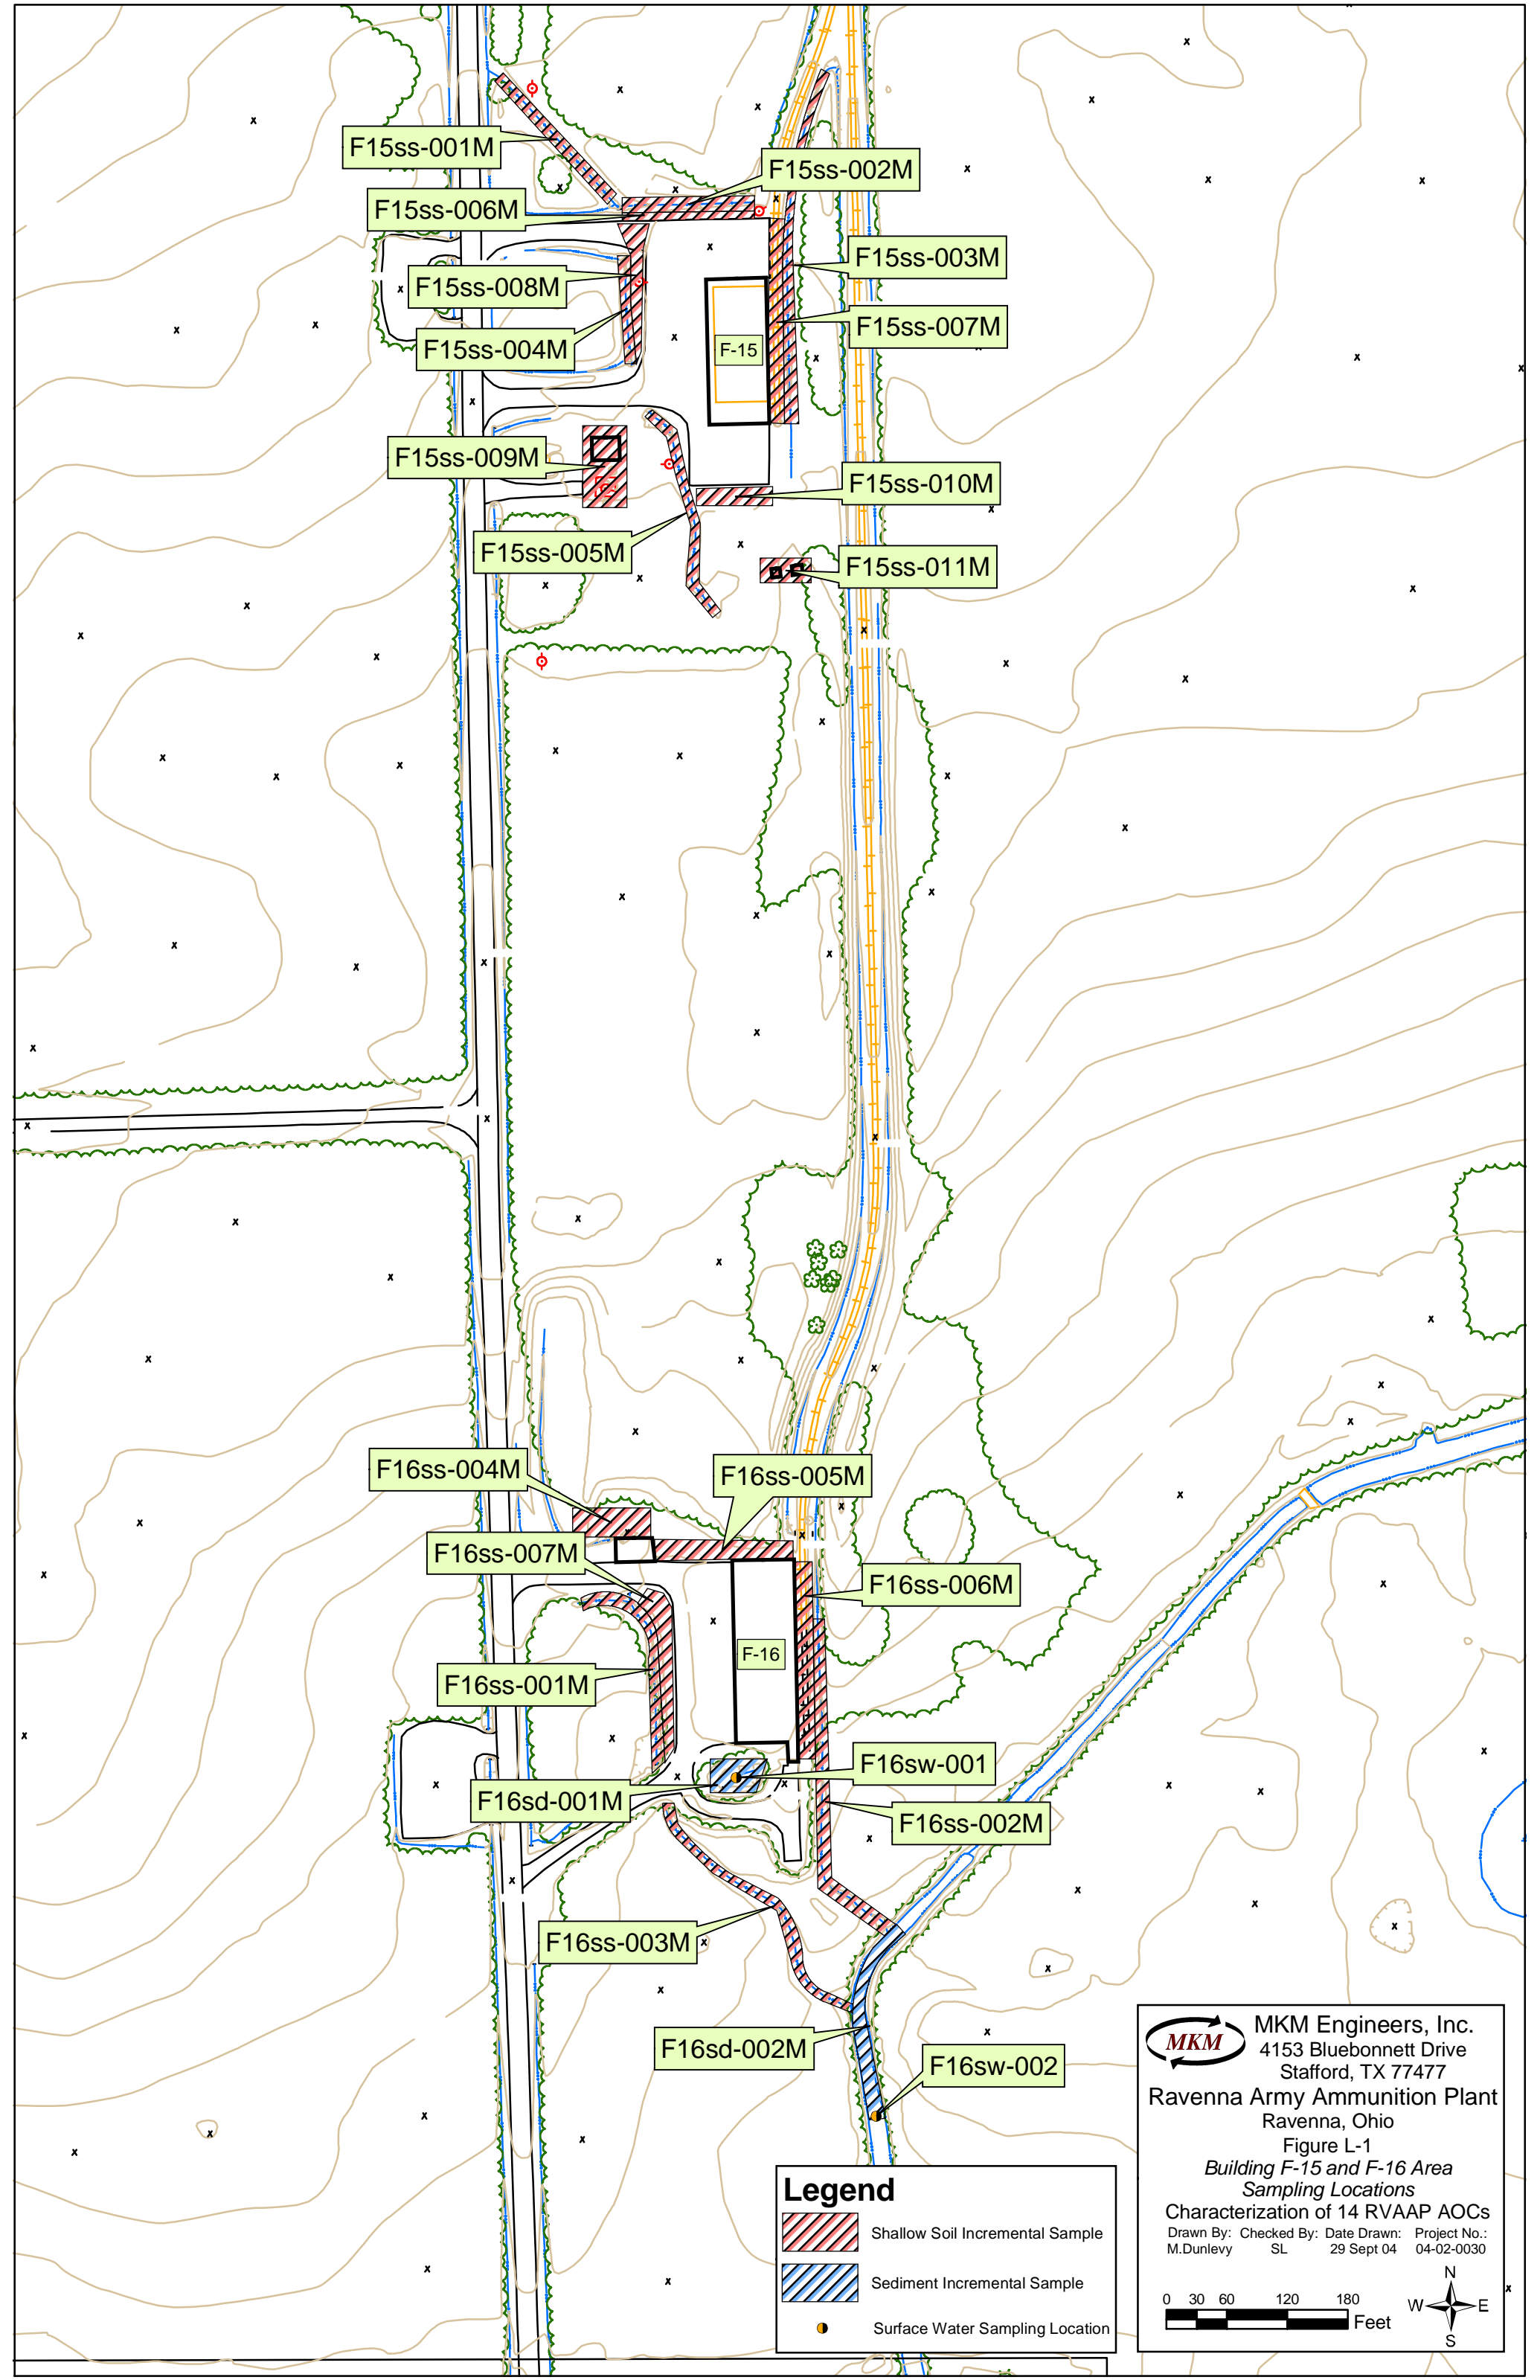 F15ss-001M
F15ss-002M
F15ss-006M
F15ss-003M
F15ss-008M
F15ss-007M
F15ss-004M
F-15
F15ss-009M
F15ss-010M
F15ss-005M
F15ss-011M
F16ss-004M
F16ss-005M
F16ss-007M
F16ss-006M
F-16
F16ss-001M
F16sw-001
F16sd-001M
F16ss-002M
F16ss-003M
F16sd-002M
F16sw-002
MKM
MKM Engineers, Inc.
4153 Bluebonnett Drive
Stafford, TX 77477
Ravenna Army Ammunition Plant
Ravenna, Ohio
Figure L-1
Building F-15 and F-16 Area
Sampling Locations
Characterization of 14 RVAAP AOCs
Drawn By: Checked By: Date Drawn: Project No.:
M.Dunlevy SL 29 Sept 04 04-02-0030
0 30 60 120 180
Feet
N
W E
S
Legend
Shallow Soil Incremental Sample
Sediment Incremental Sample
Surface Water Sampling Location